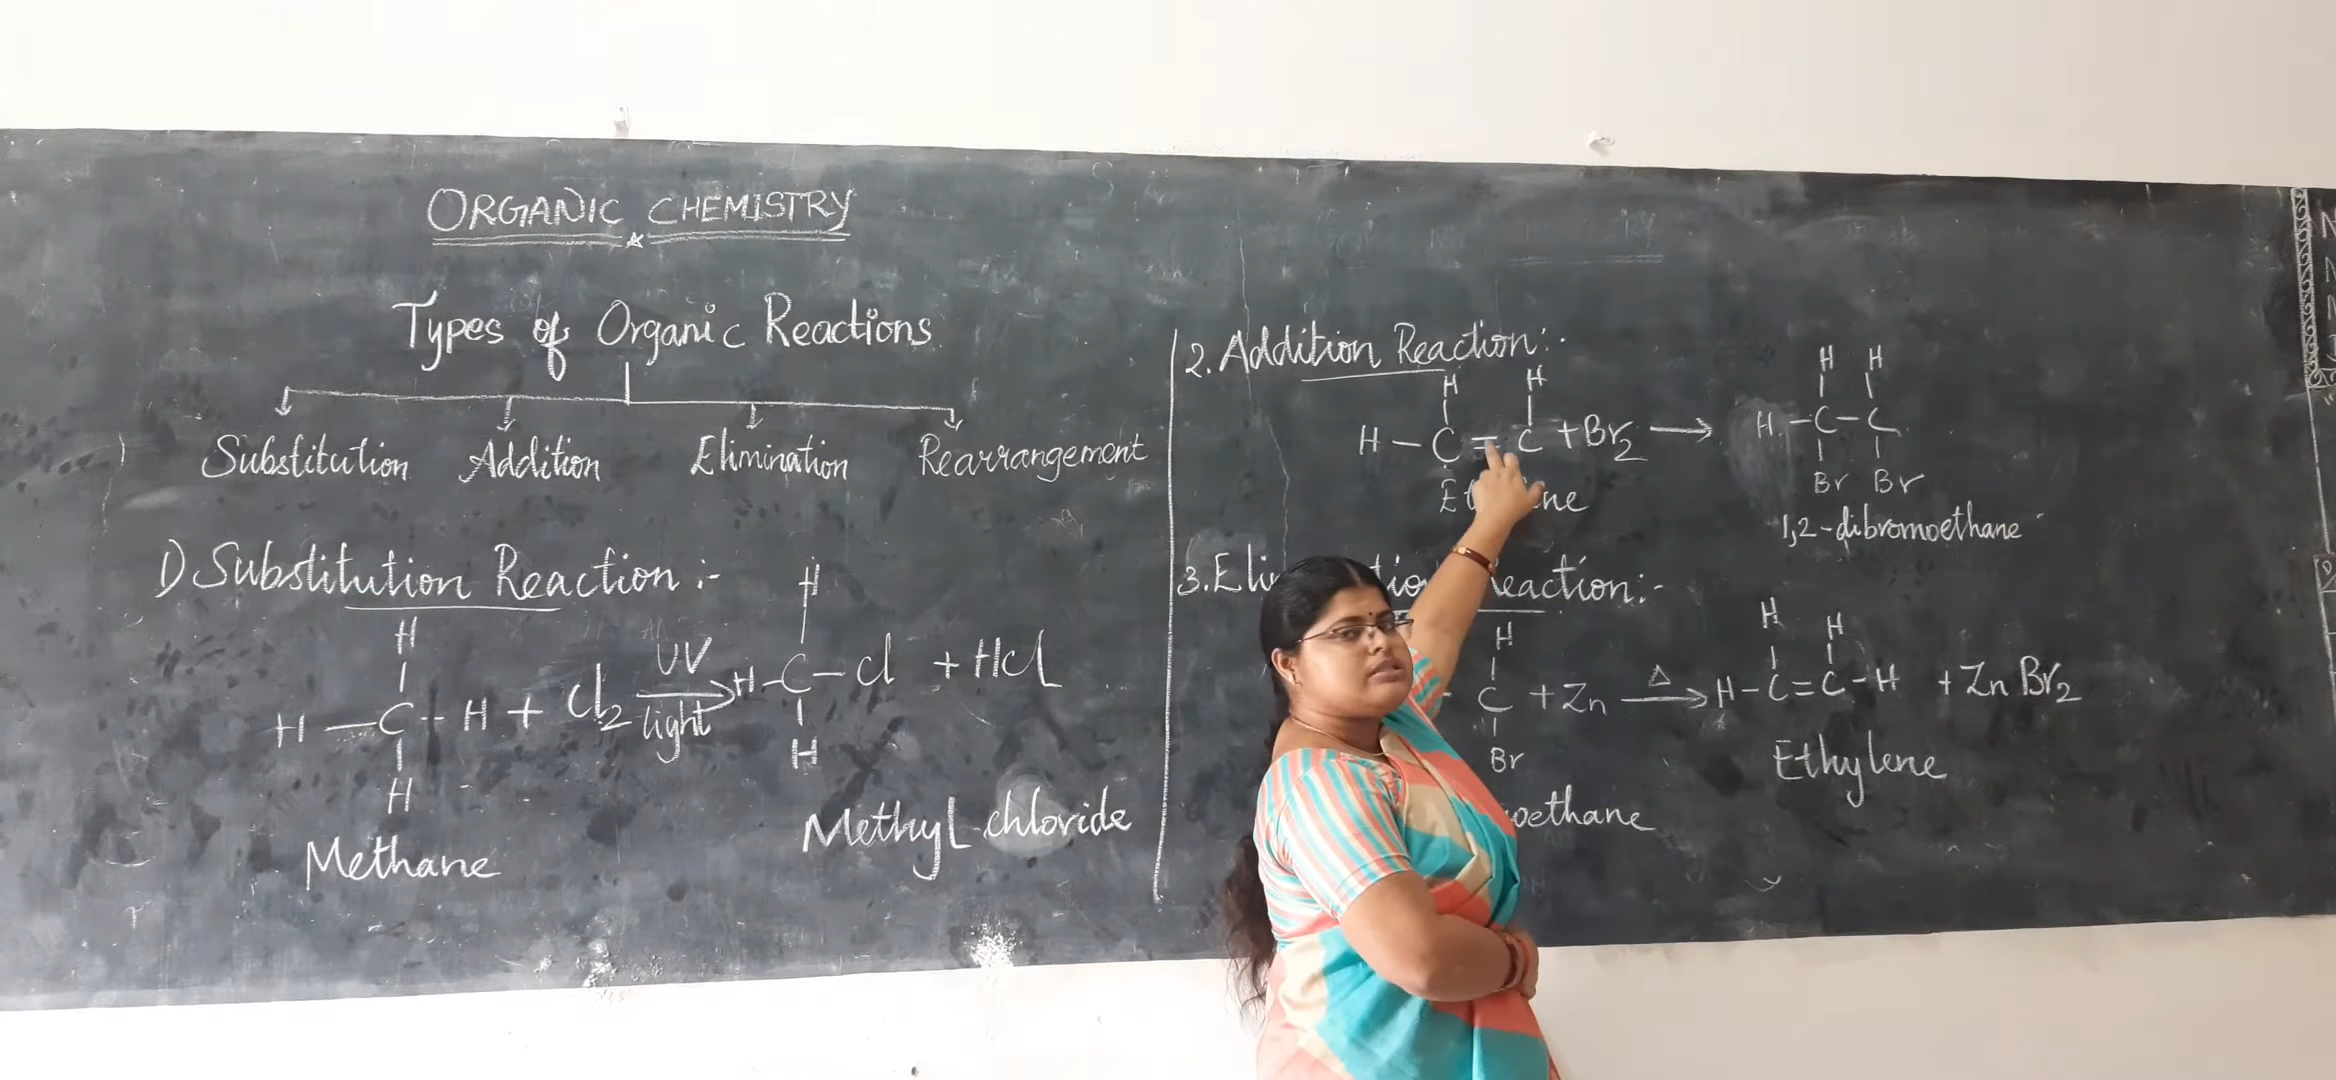 ORGANIC CHEMISTRY
Types of Organic Reactions
Substitution Addition Elimination Rearrangement
1) Substitution Reaction :-
H H
UV
H – C – H + Cl2 → H – C – Cl + HCl
light
H H
Methane Methyl chloride
2. Addition Reaction :-
H H H H
H – C = C + Br2 → H – C – C
Br Br
1,2-dibromoethane
Reaction :-
H H H
C + Zn →Δ H – C = C – H + Zn Br2
Br
Ethylene